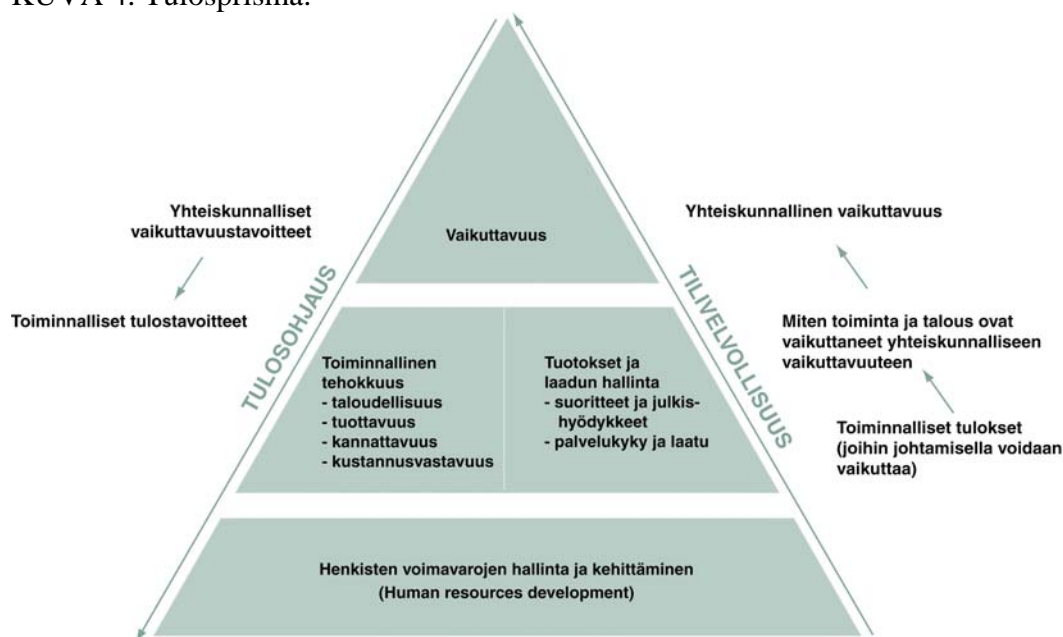 KUVA 4. Tulosprisma.
Yhteiskunnalliset
vaikuttavuustavoitteet
Toiminnalliset tulostavoitteet
TULOSOHJAUS
Vaikuttavuus
Toiminnallinen
tehokkuus
- taloudellisuus
- tuottavuus
- kannattavuus
- kustannusvastavuus
Tuotokset ja
laadun hallinta
- suoritteet ja julkis-
hyödykkeet
- palvelukyky ja laatu
Henkisten voimavarojen hallinta ja kehittäminen
(Human resources development)
TILIVELVOLLISUUS
Yhteiskunnallinen vaikuttavuus
Miten toiminta ja talous ovat
vaikuttaneet yhteiskunnalliseen
vaikuttavuuteen
Toiminnalliset tulokset
(joihin johtamisella voidaan
vaikuttaa)